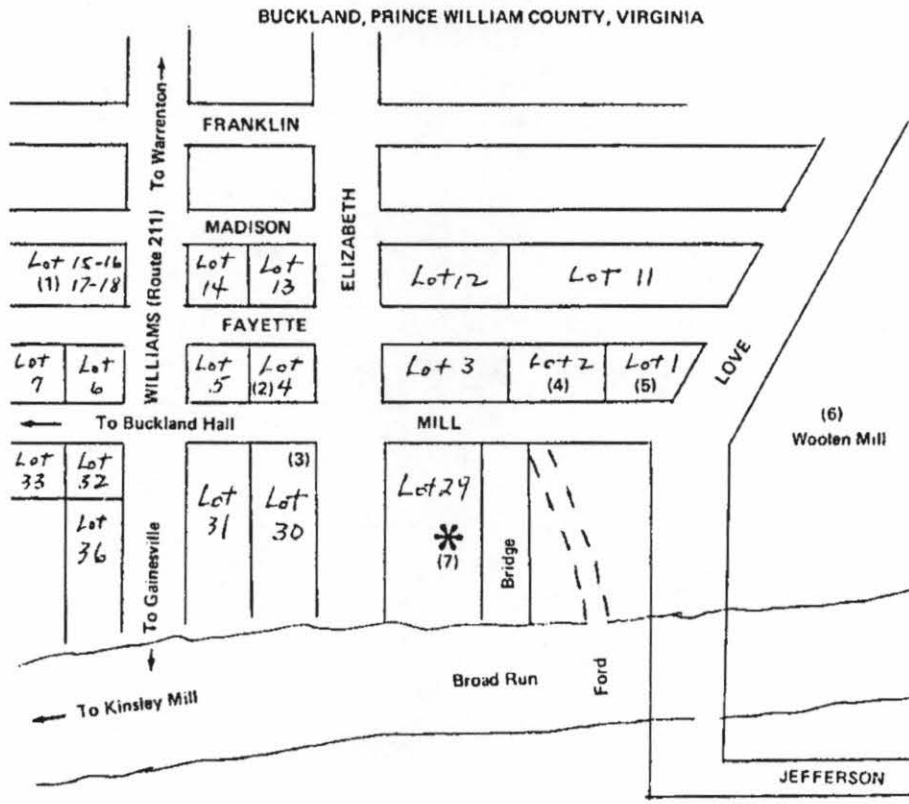 BUCKLAND, PRINCE WILLIAM COUNTY, VIRGINIA
To Warrenton
FRANKLIN
WILLIAMS (Route 211)
ELIZABETH
MADISON
Lot 15-16
(1) 17-18
Lot
14
Lot
13
Lot 12
Lot 11
FAYETTE
Lot
7
Lot
6
Lot
5
Lot
(2) 4
Lot 3
Lot 2
(4)
Lot 1
(5)
LOVE
To Buckland Hall
MILL
(6)
Woolen Mill
Lot
33
Lot
32
Lot
36
To Gainesville
Lot
31
(3)
Lot
30
Lot 29
*
(7)
Bridge
Ford
Broad Run
To Kinsley Mill
JEFFERSON